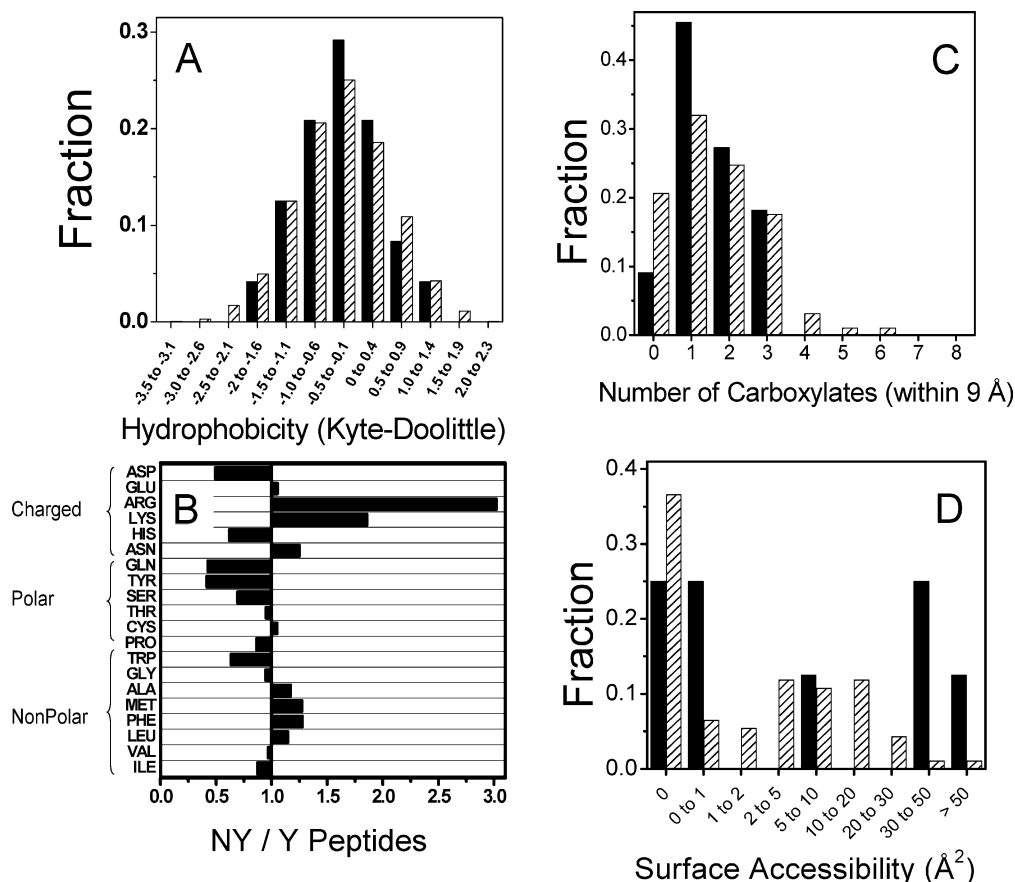 A
Fraction
0.3
0.2
0.1
0.0
-3.5 to -3.1
-3.0 to -2.6
-2.5 to -2.1
-2 to -1.6
-1.5 to -1.1
-1.0 to -0.6
-0.5 to -0.1
0 to 0.4
0.5 to 0.9
1.0 to 1.4
1.5 to 1.9
2.0 to 2.3
Hydrophobicity (Kyte-Doolittle)
C
Fraction
0.4
0.3
0.2
0.1
0.0
0 1 2 3 4 5 6 7 8
Number of Carboxylates (within 9 Å)
B
Charged
Polar
NonPolar
ASP
GLU
ARG
LYS
HIS
ASN
GLN
TYR
SER
THR
CYS
PRO
TRP
GLY
ALA
MET
PHE
LEU
VAL
ILE
0.0 0.5 1.0 1.5 2.0 2.5 3.0
NY / Y Peptides
D
Fraction
0.4
0.3
0.2
0.1
0.0
0
0 to 1
1 to 2
2 to 5
5 to 10
10 to 20
20 to 30
30 to 50
> 50
Surface Accessibility (Å²)